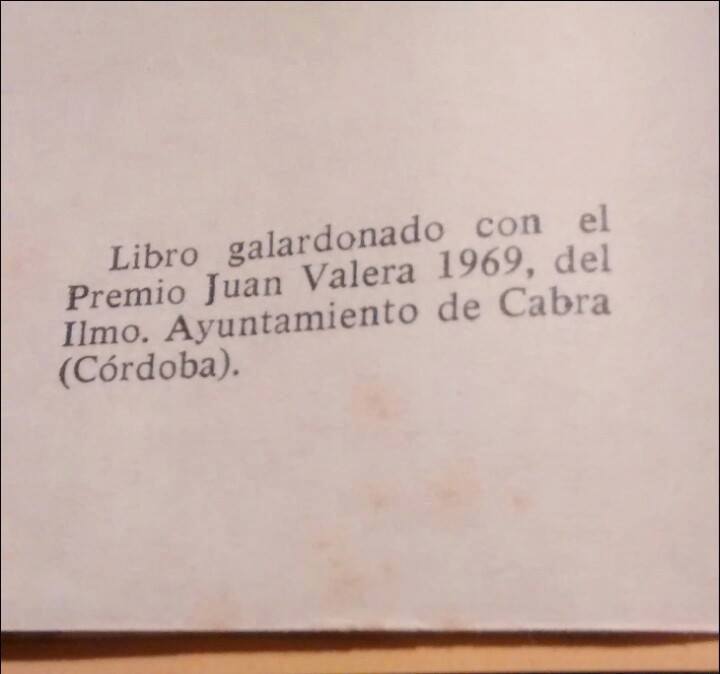 Libro galardonado con el
Premio Juan Valera 1969, del
Ilmo. Ayuntamiento de Cabra
(Córdoba).